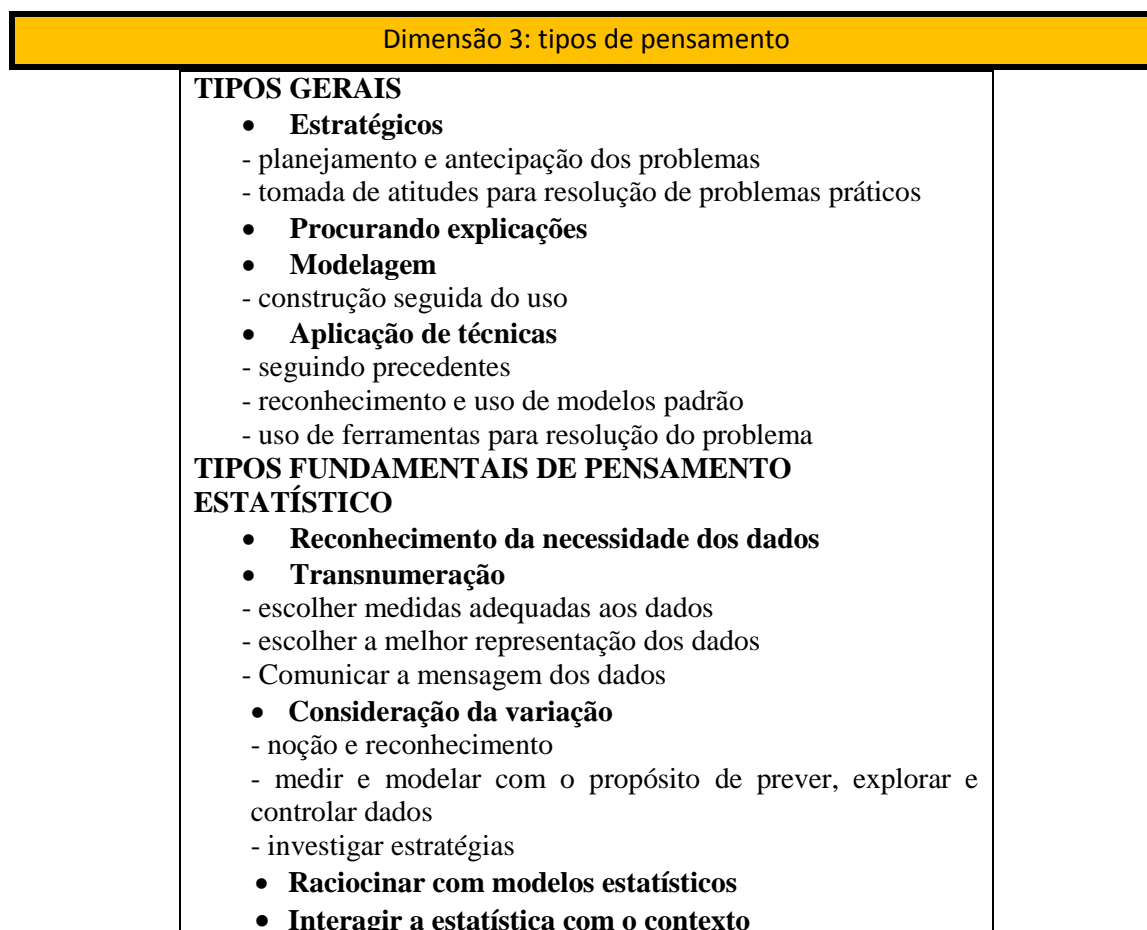 Dimensão 3: tipos de pensamento
TIPOS GERAIS
• Estratégicos
- planejamento e antecipação dos problemas
- tomada de atitudes para resolução de problemas práticos
• Procurando explicações
• Modelagem
- construção seguida do uso
• Aplicação de técnicas
- seguindo precedentes
- reconhecimento e uso de modelos padrão
- uso de ferramentas para resolução do problema
TIPOS FUNDAMENTAIS DE PENSAMENTO
ESTATÍSTICO
• Reconhecimento da necessidade dos dados
• Transnumeração
- escolher medidas adequadas aos dados
- escolher a melhor representação dos dados
- Comunicar a mensagem dos dados
• Consideração da variação
- noção e reconhecimento
- medir e modelar com o propósito de prever, explorar e
controlar dados
- investigar estratégias
• Raciocinar com modelos estatísticos
• Interagir a estatística com o contexto